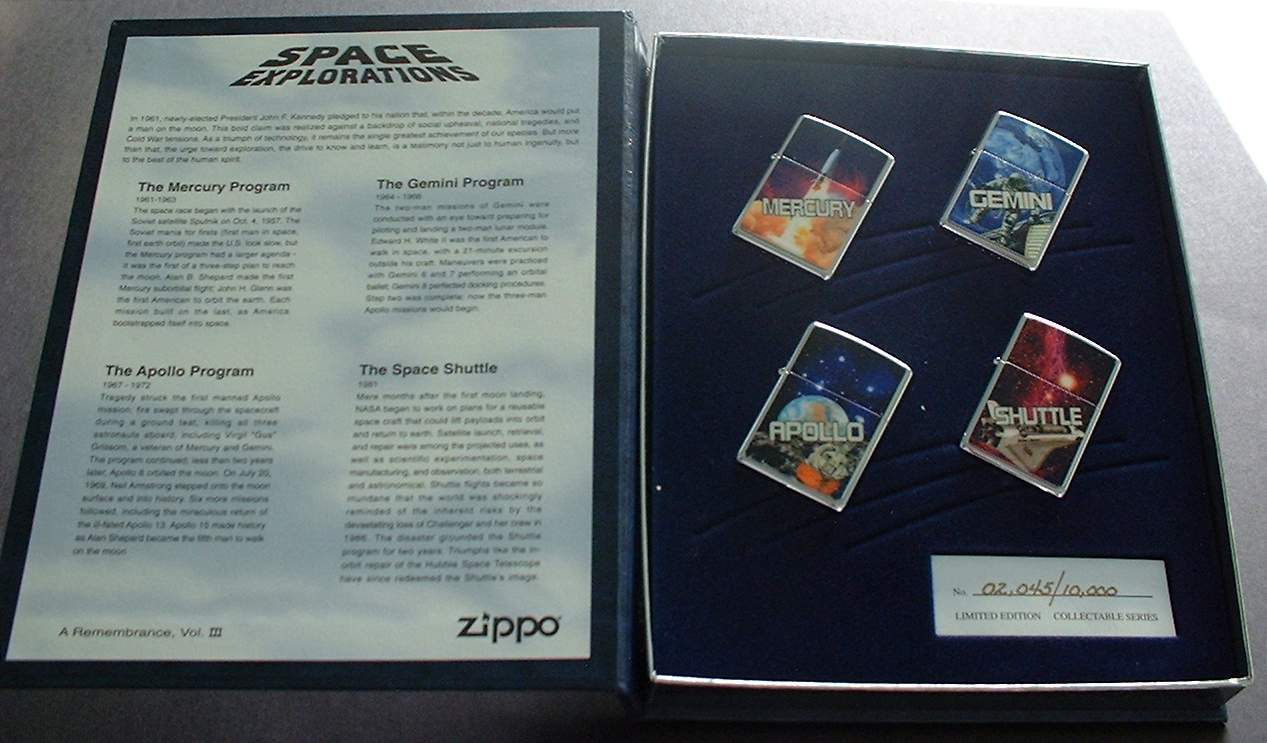 SPACE
EXPLORATIONS
In 1961, newly-elected President John F. Kennedy pledged to his nation that, within the decade, America would put
a man on the moon. This bold claim was realized against a backdrop of social upheaval, national tragedies, and
Cold War tensions. As a triumph of technology, it remains the single greatest achievement of our species. But more
than that, the urge toward exploration, the drive to know and learn, is a testimony not just to human ingenuity, but
to the best of the human spirit.
The Mercury Program
1961-1963
The space race began with the launch of the
Soviet satellite Sputnik on Oct. 4, 1957. The
Soviet mania for firsts (first man in space,
first earth orbit) made the U.S. look slow, but
the Mercury program had a larger agenda -
it was the first of a three-step plan to reach
the moon. Alan B. Shepard made the first
Mercury suborbital flight; John H. Glenn was
the first American to orbit the earth. Each
mission built on the last, as America
bootstrapped itself into space.
The Gemini Program
1964 - 1966
The two-man missions of Gemini were
conducted with an eye toward preparing for
piloting and landing a two-man lunar module.
Edward H. White II was the first American to
walk in space, with a 21-minute excursion
outside his craft. Maneuvers were practiced
with Gemini 6 and 7 performing an orbital
ballet; Gemini 8 perfected docking procedures.
Step two was complete; now the three-man
Apollo missions would begin.
The Apollo Program
1967 - 1972
Tragedy struck the first manned Apollo
mission; fire swept through the spacecraft
during a ground test, killing all three
astronauts aboard, including Virgil "Gus"
Grissom, a veteran of Mercury and Gemini.
The program continued; less than two years
later, Apollo 8 orbited the moon. On July 20,
1969, Neil Armstrong stepped onto the moon
surface and into history. Six more missions
followed, including the miraculous return of
the ill-fated Apollo 13. Apollo 15 made history
as Alan Shepard became the fifth man to walk
on the moon.
The Space Shuttle
1981
Mere months after the first moon landing,
NASA began to work on plans for a reusable
space craft that could lift payloads into orbit
and return to earth. Satellite launch, retrieval,
and repair were among the projected uses, as
well as scientific experimentation, space
manufacturing, and observation, both terrestrial
and astronomical. Shuttle flights became so
mundane that the world was shockingly
reminded of the inherent risks by the
devastating loss of Challenger and her crew in
1986. The disaster grounded the Shuttle
program for two years. Triumphs like the in-
orbit repair of the Hubble Space Telescope
have since redeemed the Shuttle's image.
A Remembrance, Vol. III
Zippo
MERCURY
GEMINI
APOLLO
SHUTTLE
No. 02,045/10,000
LIMITED EDITION COLLECTABLE SERIES